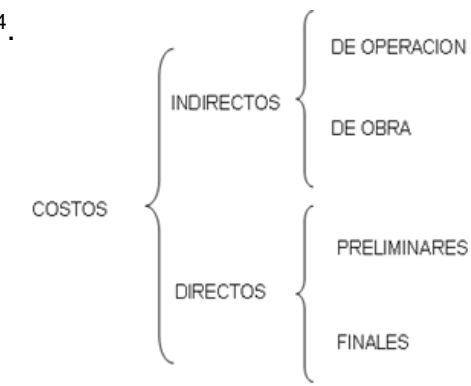 4.
DE OPERACION
INDIRECTOS
DE OBRA
COSTOS
PRELIMINARES
DIRECTOS
FINALES